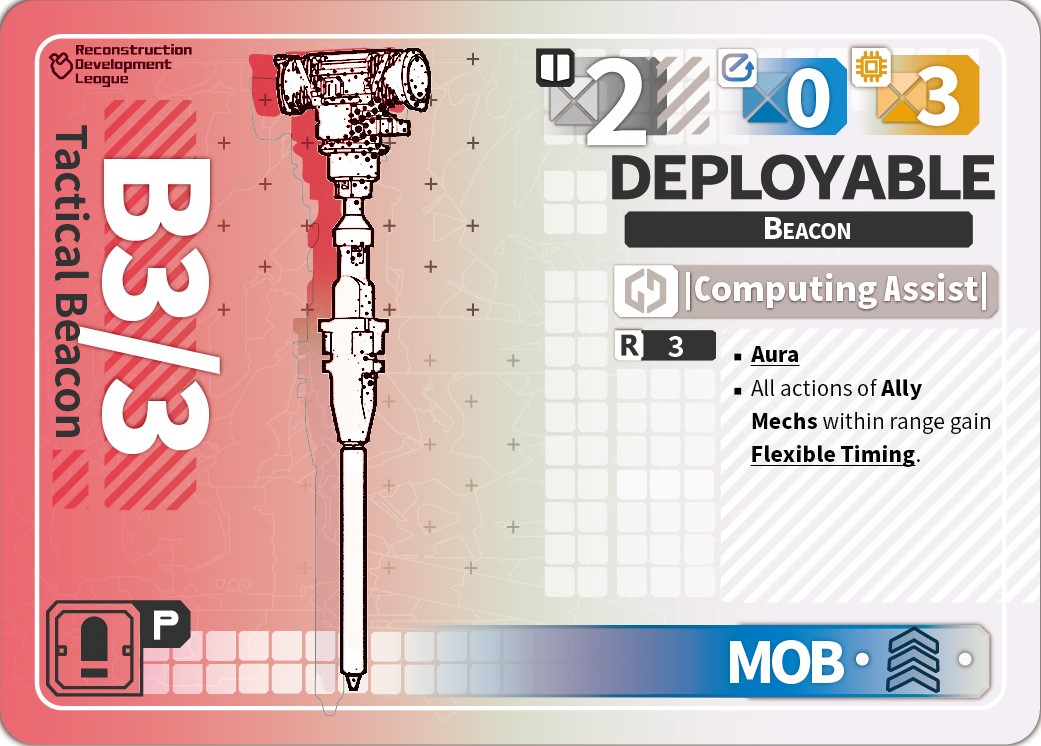 Reconstruction
Development
League
B3/3
Tactical Beacon
2
0
3
DEPLOYABLE
BEACON
|Computing Assist|
R 3
▪ Aura
▪ All actions of Ally
Mechs within range gain
Flexible Timing.
P
MOB